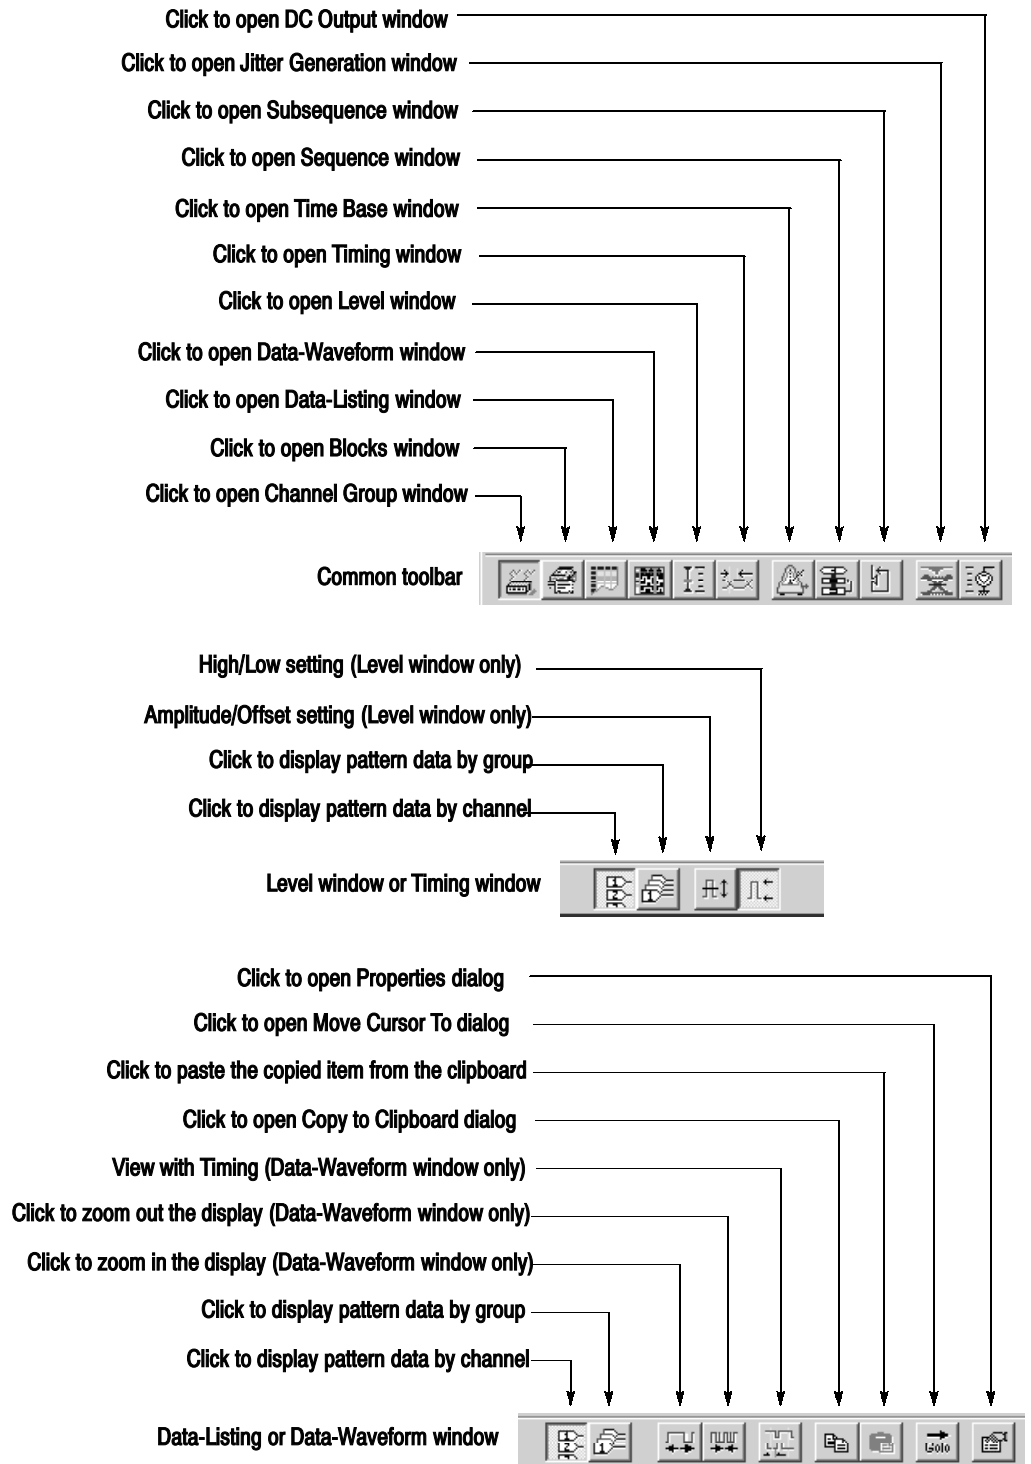 Click to open DC Output window
Click to open Jitter Generation window
Click to open Subsequence window
Click to open Sequence window
Click to open Time Base window
Click to open Timing window
Click to open Level window
Click to open Data-Waveform window
Click to open Data-Listing window
Click to open Blocks window
Click to open Channel Group window
Common toolbar
High/Low setting (Level window only)
Amplitude/Offset setting (Level window only)
Click to display pattern data by group
Click to display pattern data by channel
Level window or Timing window
1
2
1
Click to open Properties dialog
Click to open Move Cursor To dialog
Click to paste the copied item from the clipboard
Click to open Copy to Clipboard dialog
View with Timing (Data-Waveform window only)
Click to zoom out the display (Data-Waveform window only)
Click to zoom in the display (Data-Waveform window only)
Click to display pattern data by group
Click to display pattern data by channel
Data-Listing or Data-Waveform window
1
2
1
Goto